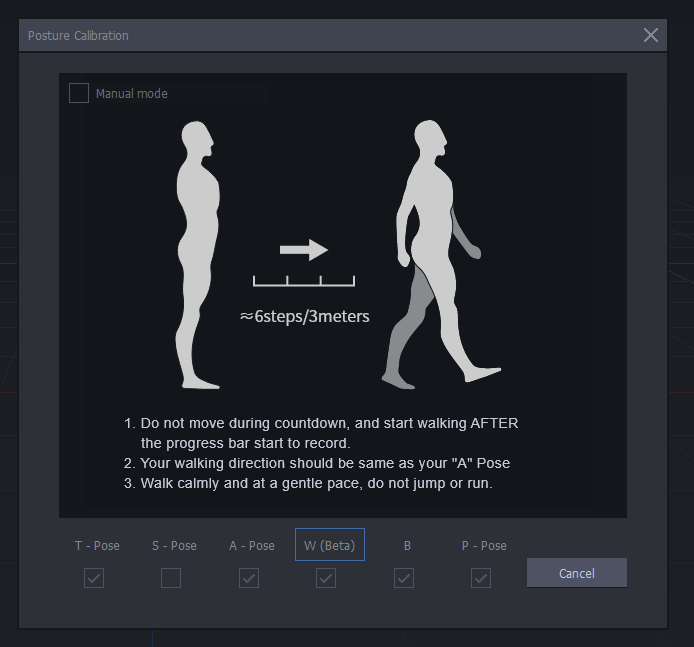 Posture Calibration
Manual mode
≈6steps/3meters
1. Do not move during countdown, and start walking AFTER
the progress bar start to record.
2. Your walking direction should be same as your "A" Pose
3. Walk calmly and at a gentle pace, do not jump or run.
T - Pose S - Pose A - Pose W (Beta) B P - Pose
Cancel